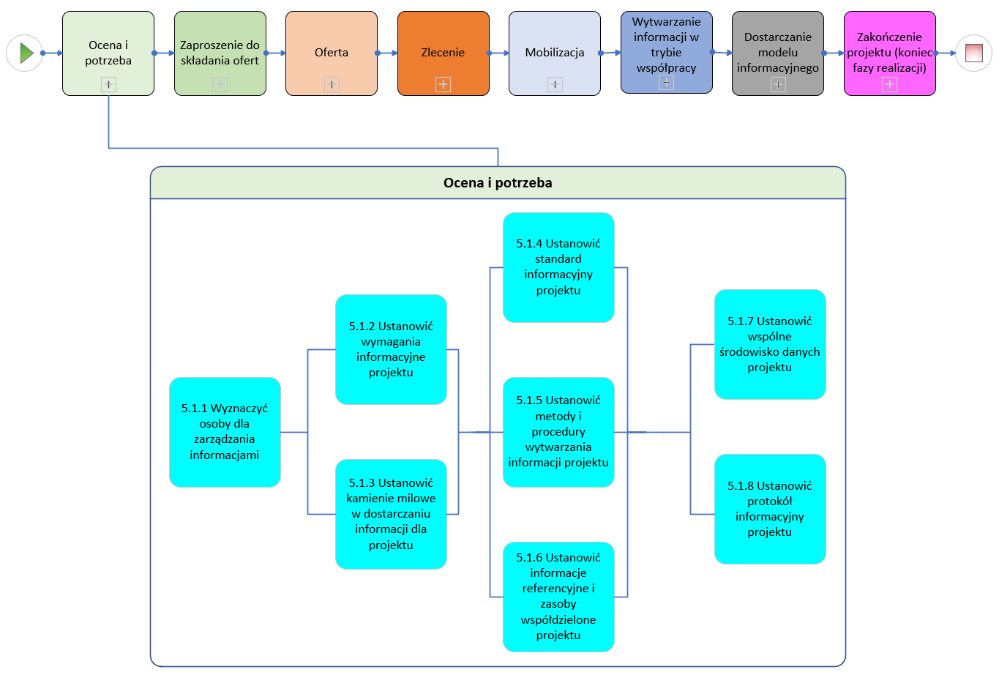 Ocena i
potrzeba
Zaproszenie do
składania ofert
Oferta
Zlecenie
Mobilizacja
Wytwarzanie
informacji w
trybie
współpracy
Dostarczanie
modelu
informacyjnego
Zakończenie
projektu (koniec
fazy realizacji)
Ocena i potrzeba
5.1.1 Wyznaczyć
osoby dla
zarządzania
informacjami
5.1.2 Ustanowić
wymagania
informacyjne
projektu
5.1.3 Ustanowić
kamienie milowe
w dostarczaniu
informacji dla
projektu
5.1.4 Ustanowić
standard
informacyjny
projektu
5.1.5 Ustanowić
metody i
procedury
wytwarzania
informacji projektu
5.1.6 Ustanowić
informacje
referencyjne i
zasoby
współdzielone
projektu
5.1.7 Ustanowić
wspólne
środowisko danych
projektu
5.1.8 Ustanowić
protokół
informacyjny
projektu